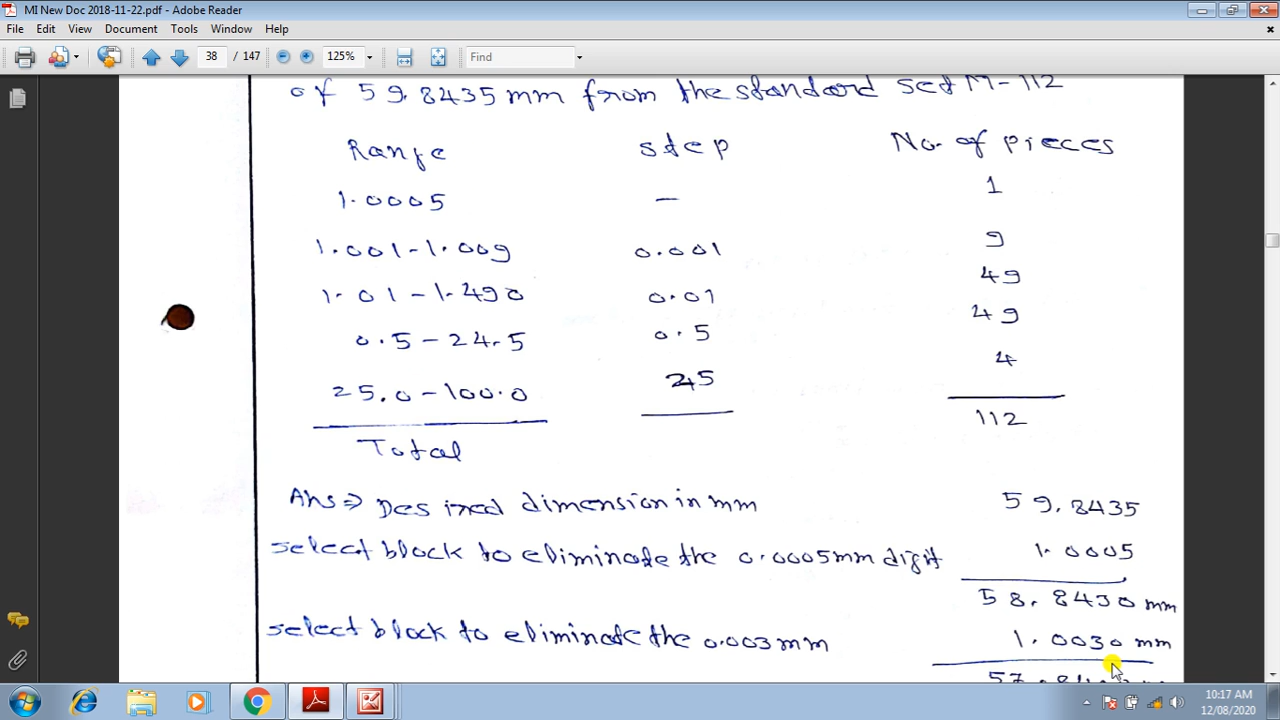 MI New Doc 2018-11-22.pdf - Adobe Reader
File Edit View Document Tools Window Help
38 / 147 125% Find
of 59.8435 mm from the standard set M-112
Range step No. of pieces
1.0005 - 1
1.001-1.009 0.001 9
1.01-1.490 0.01 49
0.5-24.5 0.5 49
25.0-100.0 25 4
Total 112
Ans ⇒ Desired dimension in mm 59.8435
select block to eliminate the 0.0005mm digit 1.0005
58.8430 mm
select block to eliminate the 0.003mm 1.0030 mm
10:17 AM
12/08/2020